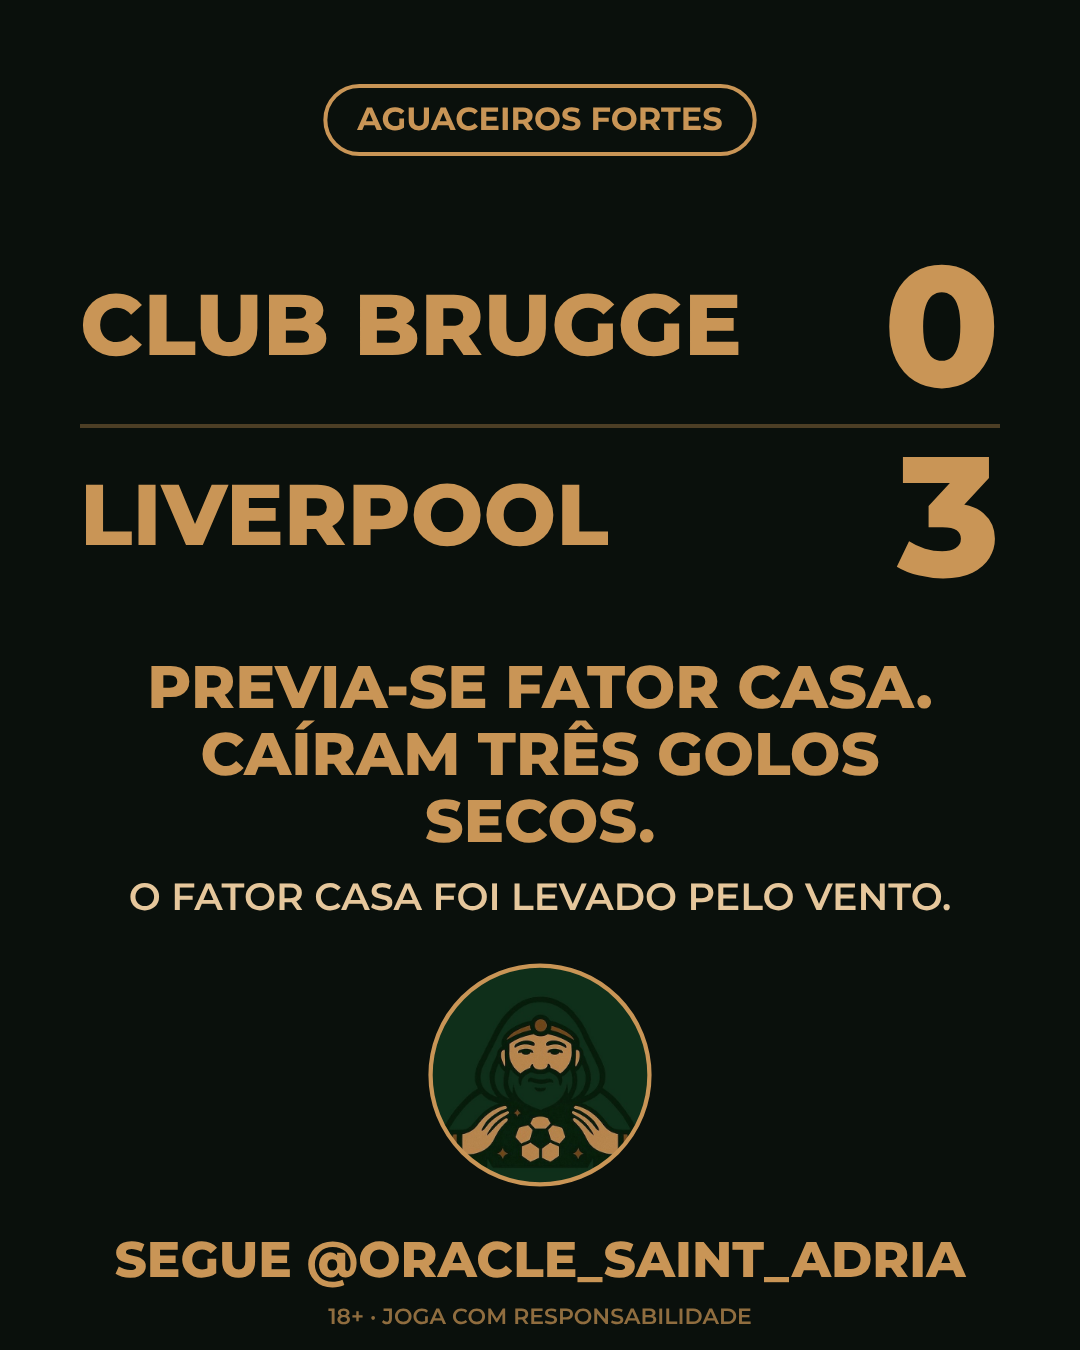 AGUACEIROS FORTES
CLUB BRUGGE 0
LIVERPOOL 3
PREVIA-SE FATOR CASA.
CAÍRAM TRÊS GOLOS
SECOS.
O FATOR CASA FOI LEVADO PELO VENTO.
SEGUE @ORACLE_SAINT_ADRIA
18+ · JOGA COM RESPONSABILIDADE